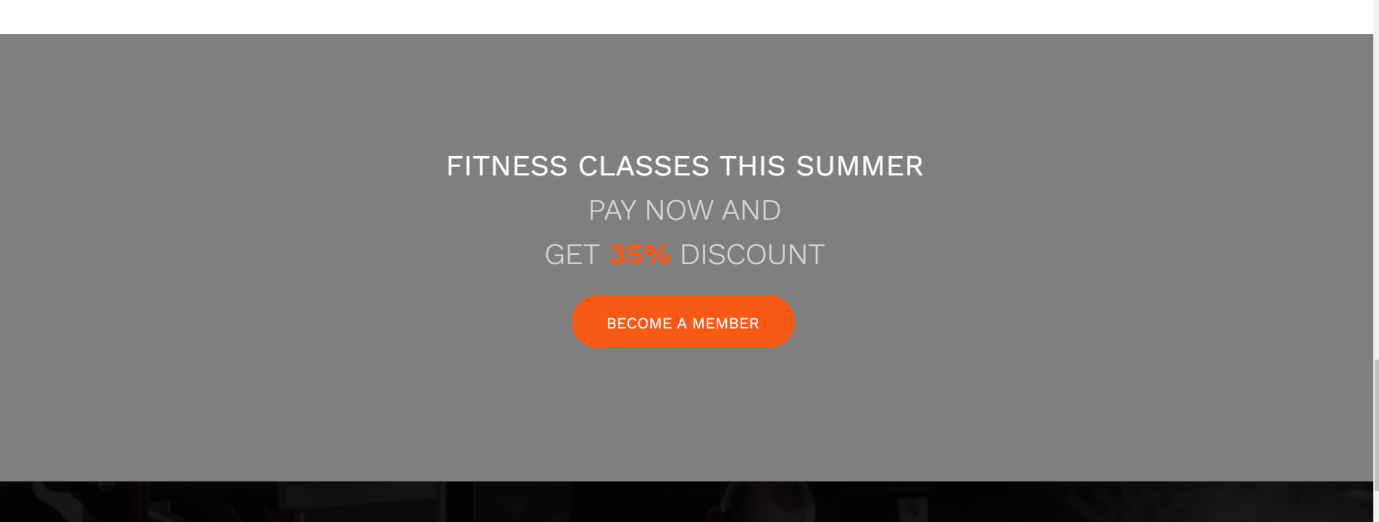 FITNESS CLASSES THIS SUMMER
PAY NOW AND
GET 35% DISCOUNT
BECOME A MEMBER